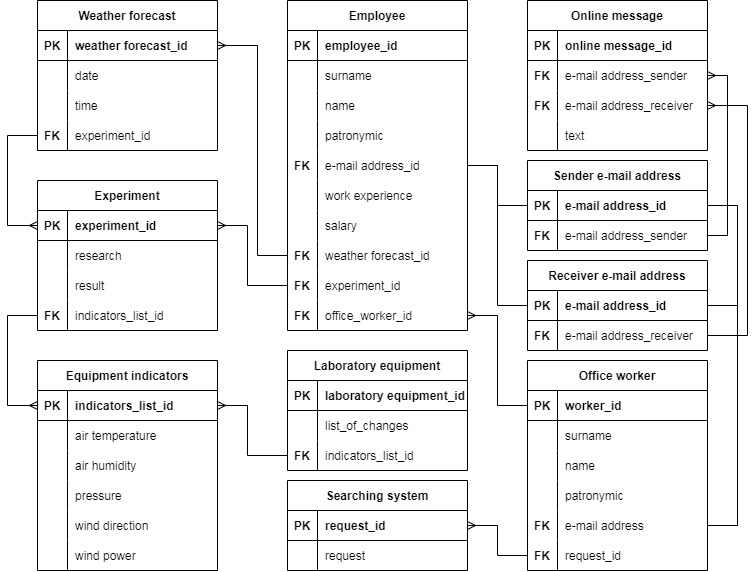 Weather forecast
PK weather forecast_id
date
time
FK experiment_id
Experiment
PK experiment_id
research
result
FK indicators_list_id
Equipment indicators
PK indicators_list_id
air temperature
air humidity
pressure
wind direction
wind power
Employee
PK employee_id
surname
name
patronymic
FK e-mail address_id
work experience
salary
FK weather forecast_id
FK experiment_id
FK office_worker_id
Laboratory equipment
PK laboratory equipment_id
list_of_changes
FK indicators_list_id
Searching system
PK request_id
request
Online message
PK online message_id
FK e-mail address_sender
FK e-mail address_receiver
text
Sender e-mail address
PK e-mail address_id
FK e-mail address_sender
Receiver e-mail address
PK e-mail address_id
FK e-mail address_receiver
Office worker
PK worker_id
surname
name
patronymic
FK e-mail address
FK request_id